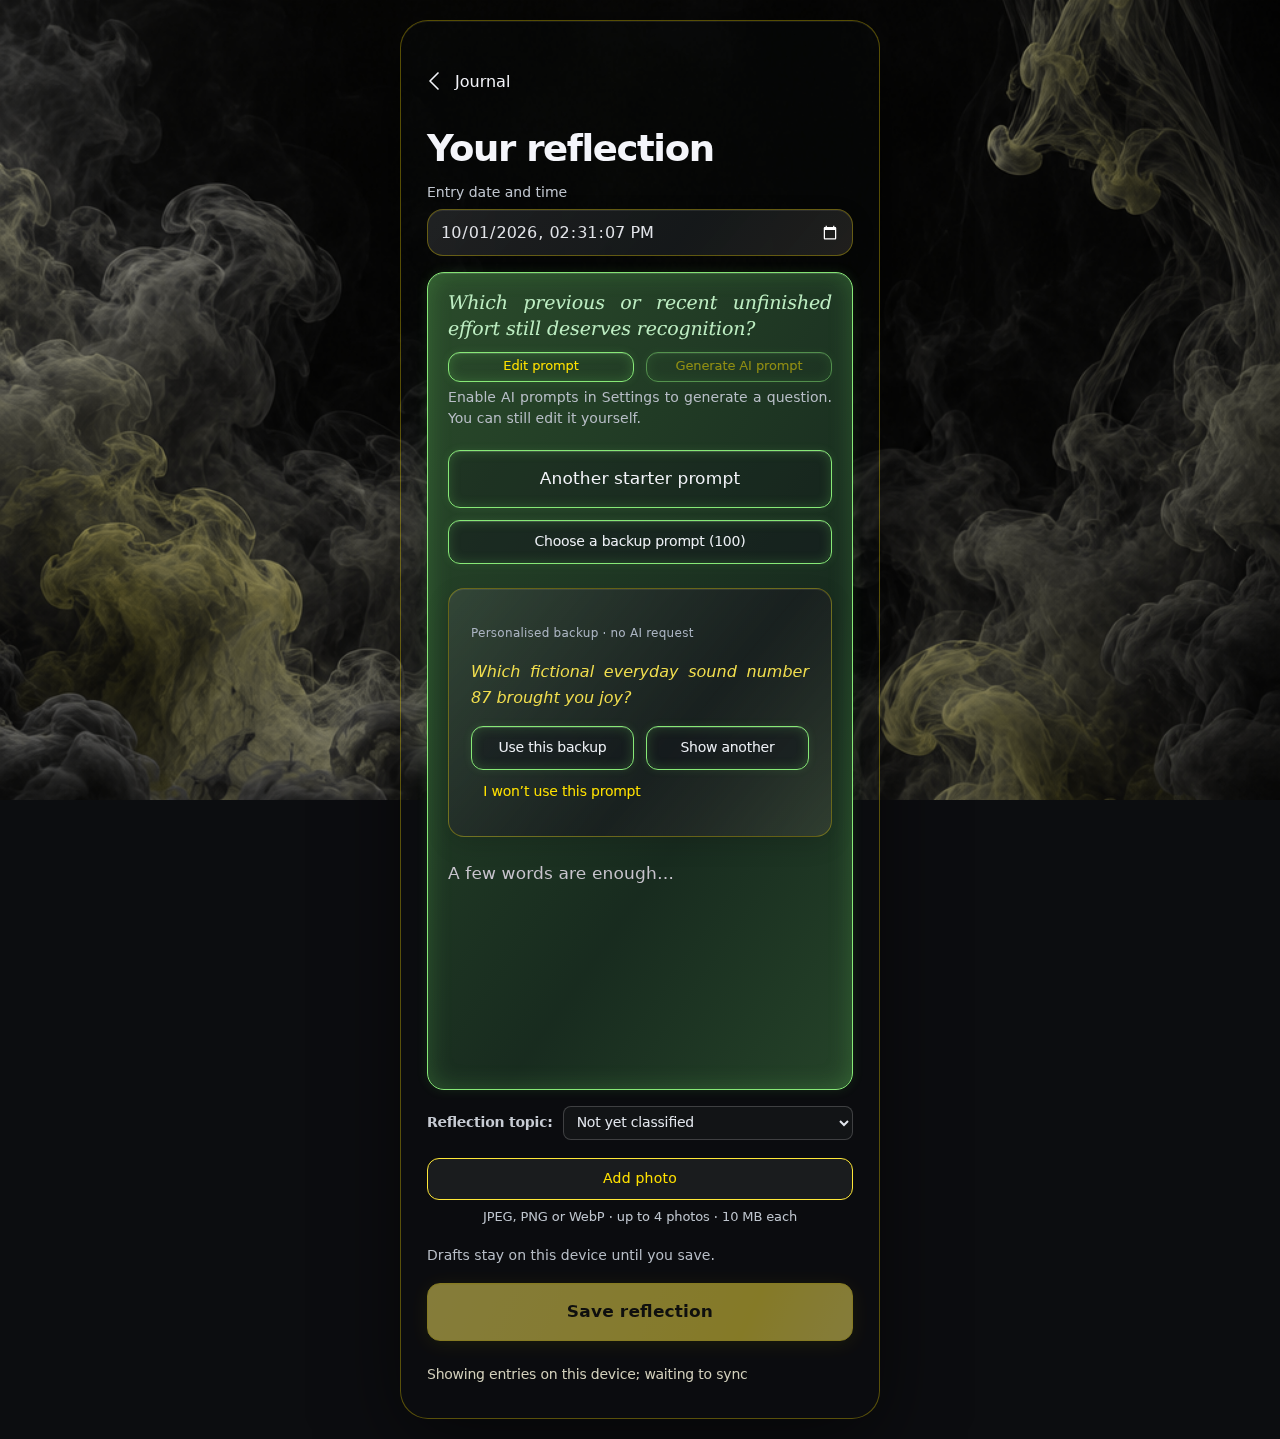 Journal
Your reflection
Entry date and time
10/01/2026, 02:31:07 PM
Which previous or recent unfinished
effort still deserves recognition?
Edit prompt
Generate AI prompt
Enable AI prompts in Settings to generate a question.
You can still edit it yourself.
Another starter prompt
Choose a backup prompt (100)
Personalised backup · no AI request
Which fictional everyday sound number
87 brought you joy?
Use this backup
Show another
I won’t use this prompt
A few words are enough…
Reflection topic:
Not yet classified
Add photo
JPEG, PNG or WebP · up to 4 photos · 10 MB each
Drafts stay on this device until you save.
Save reflection
Showing entries on this device; waiting to sync